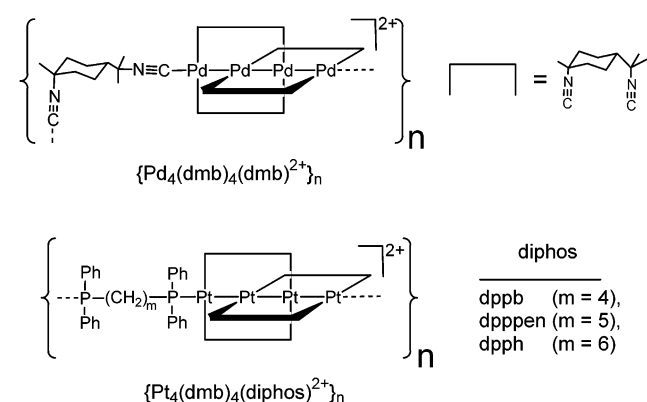 2+
N≡C Pd Pd Pd Pd = 
N≡C
N≡C
N≡C
n
{Pd₄(dmb)₄(dmb)²⁺}ₙ
2+
diphos
Ph Ph
P (CH₂)ₘ P Pt Pt Pt Pt
Ph Ph
dppb (m = 4),
dpppen (m = 5),
dpph (m = 6)
n
{Pt₄(dmb)₄(diphos)²⁺}ₙ